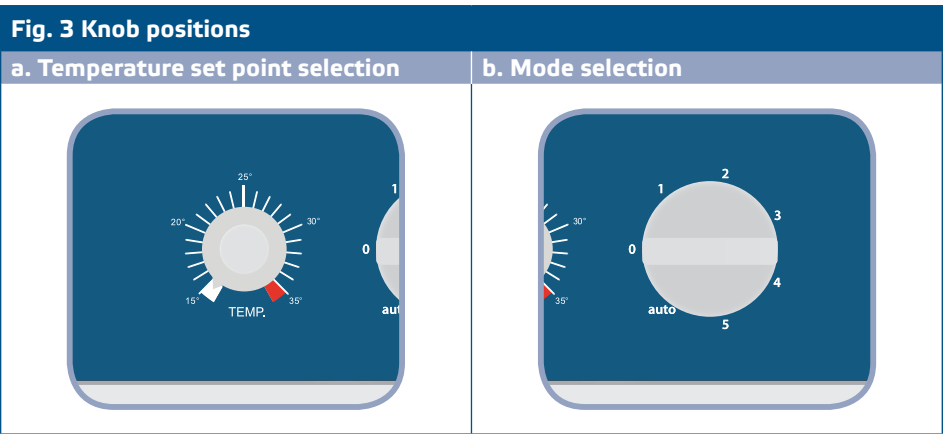 Fig. 3 Knob positions
a. Temperature set point selection
b. Mode selection
25°
20°
30°
15°
35°
TEMP.
1
0
aut
30°
35°
1
2
3
0
4
auto
5